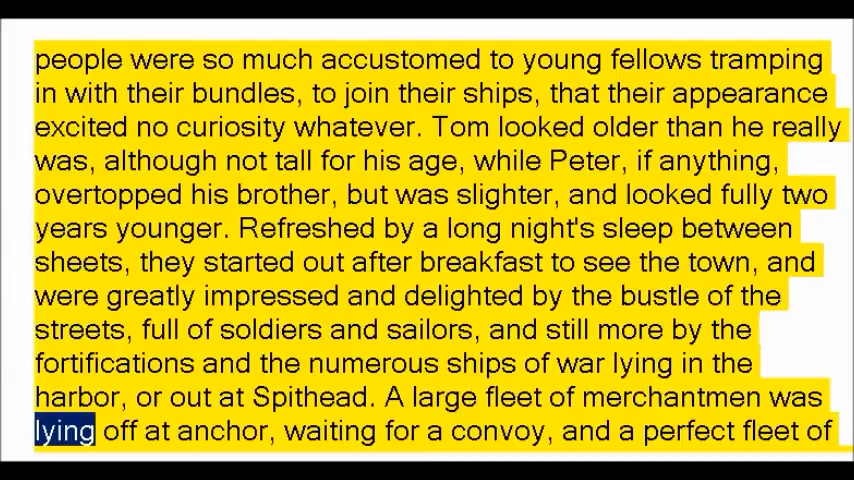 people were so much accustomed to young fellows tramping
in with their bundles, to join their ships, that their appearance
excited no curiosity whatever. Tom looked older than he really
was, although not tall for his age, while Peter, if anything,
overtopped his brother, but was slighter, and looked fully two
years younger. Refreshed by a long night's sleep between
sheets, they started out after breakfast to see the town, and
were greatly impressed and delighted by the bustle of the
streets, full of soldiers and sailors, and still more by the
fortifications and the numerous ships of war lying in the
harbor, or out at Spithead. A large fleet of merchantmen was
lying off at anchor, waiting for a convoy, and a perfect fleet of